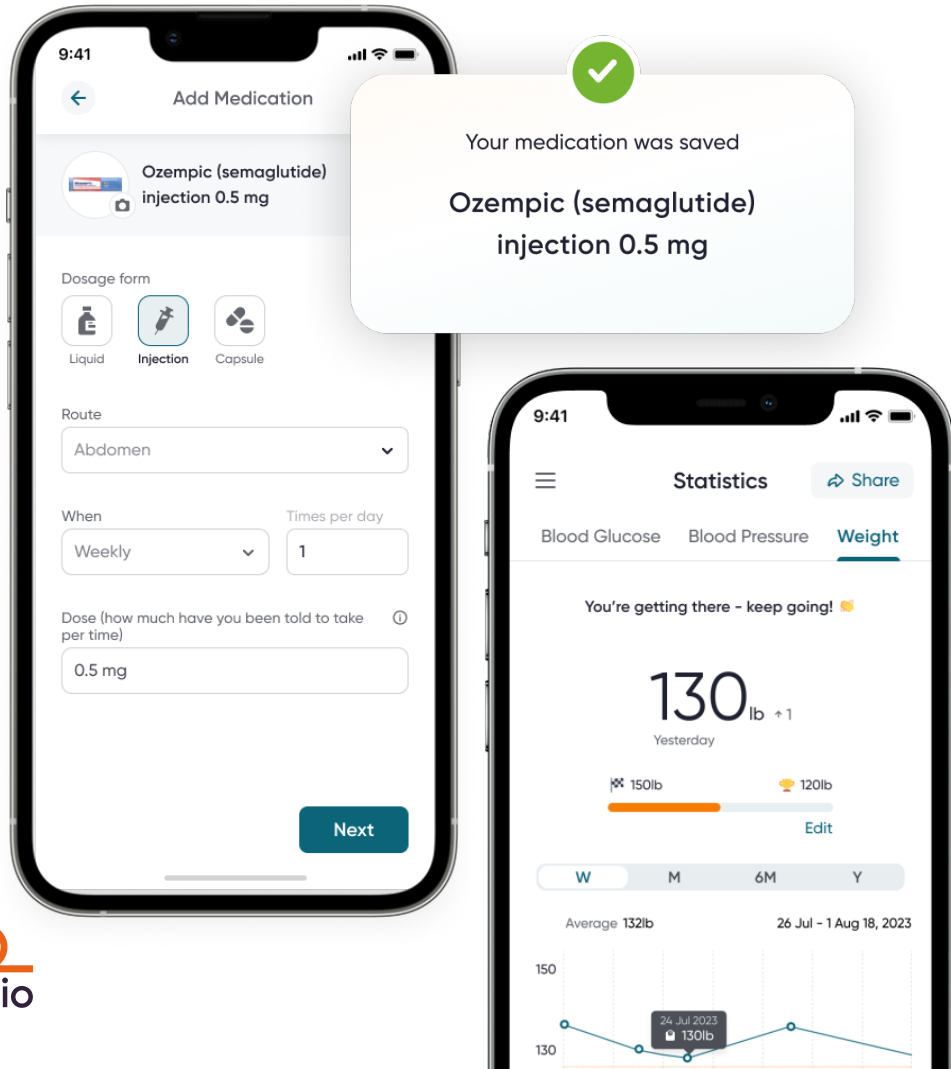 9:41
Add Medication
Ozempic (semaglutide)
injection 0.5 mg
Your medication was saved
Ozempic (semaglutide)
injection 0.5 mg
Dosage form
Liquid
Injection
Capsule
Route
Abdomen
When
Times per day
Weekly
1
Dose (how much have you been told to take
per time)
0.5 mg
Next
io
9:41
Statistics
Share
Blood Glucose
Blood Pressure
Weight
You're getting there - keep going! 👏
130 lb ↑ 1
Yesterday
150lb
120lb
Edit
W
M
6M
Y
Average 132lb
26 Jul - 1 Aug 18, 2023
150
24 Jul 2023
130lb
130